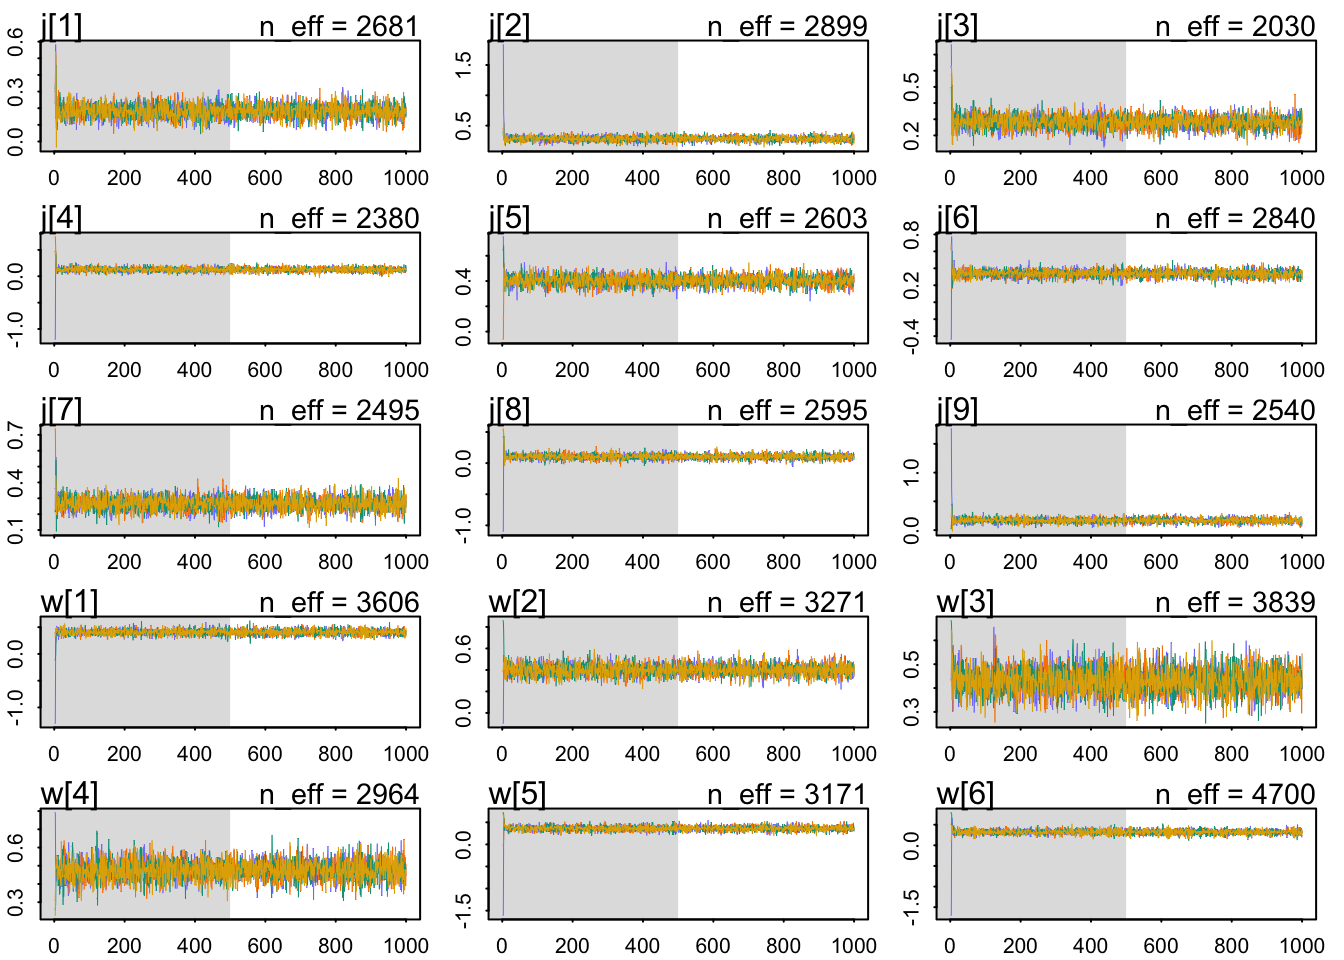 j[1] n_eff = 2681
0.0 0.3 0.6
0 200 400 600 800 1000
j[2] n_eff = 2899
0.5 1.5
0 200 400 600 800 1000
j[3] n_eff = 2030
0.2 0.5
0 200 400 600 800 1000
j[4] n_eff = 2380
-1.0 0.0
0 200 400 600 800 1000
j[5] n_eff = 2603
0.0 0.4
0 200 400 600 800 1000
j[6] n_eff = 2840
-0.4 0.2 0.8
0 200 400 600 800 1000
j[7] n_eff = 2495
0.1 0.4 0.7
0 200 400 600 800 1000
j[8] n_eff = 2595
-1.0 0.0
0 200 400 600 800 1000
j[9] n_eff = 2540
0.0 1.0
0 200 400 600 800 1000
w[1] n_eff = 3606
-1.0 0.0
0 200 400 600 800 1000
w[2] n_eff = 3271
0.0 0.6
0 200 400 600 800 1000
w[3] n_eff = 3839
0.3 0.5
0 200 400 600 800 1000
w[4] n_eff = 2964
0.3 0.6
0 200 400 600 800 1000
w[5] n_eff = 3171
-1.5 0.0
0 200 400 600 800 1000
w[6] n_eff = 4700
-1.5 0.0
0 200 400 600 800 1000